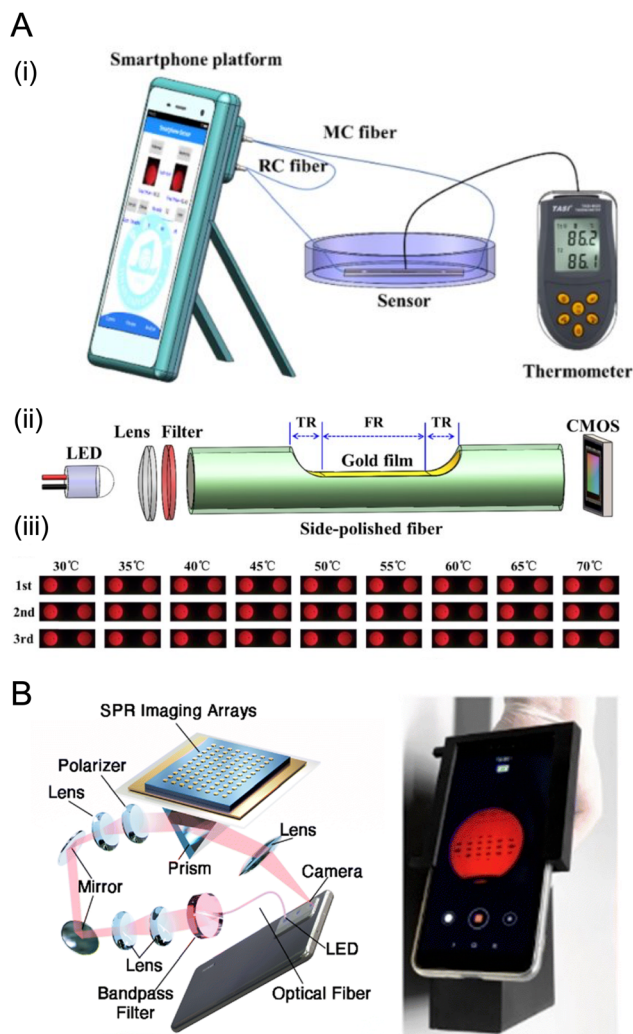 A
(i)
Smartphone platform
MC fiber
RC fiber
TASI
86.2
86.1
Sensor
Thermometer
(ii)
Lens Filter
TR FR TR
CMOS
LED
Gold film
Side-polished fiber
(iii)
30℃ 35℃ 40℃ 45℃ 50℃ 55℃ 60℃ 65℃ 70℃
1st
2nd
3rd
B
SPR Imaging Arrays
Polarizer
Lens
Lens
Prism
Camera
Mirror
LED
Lens
Bandpass
Filter
Optical Fiber